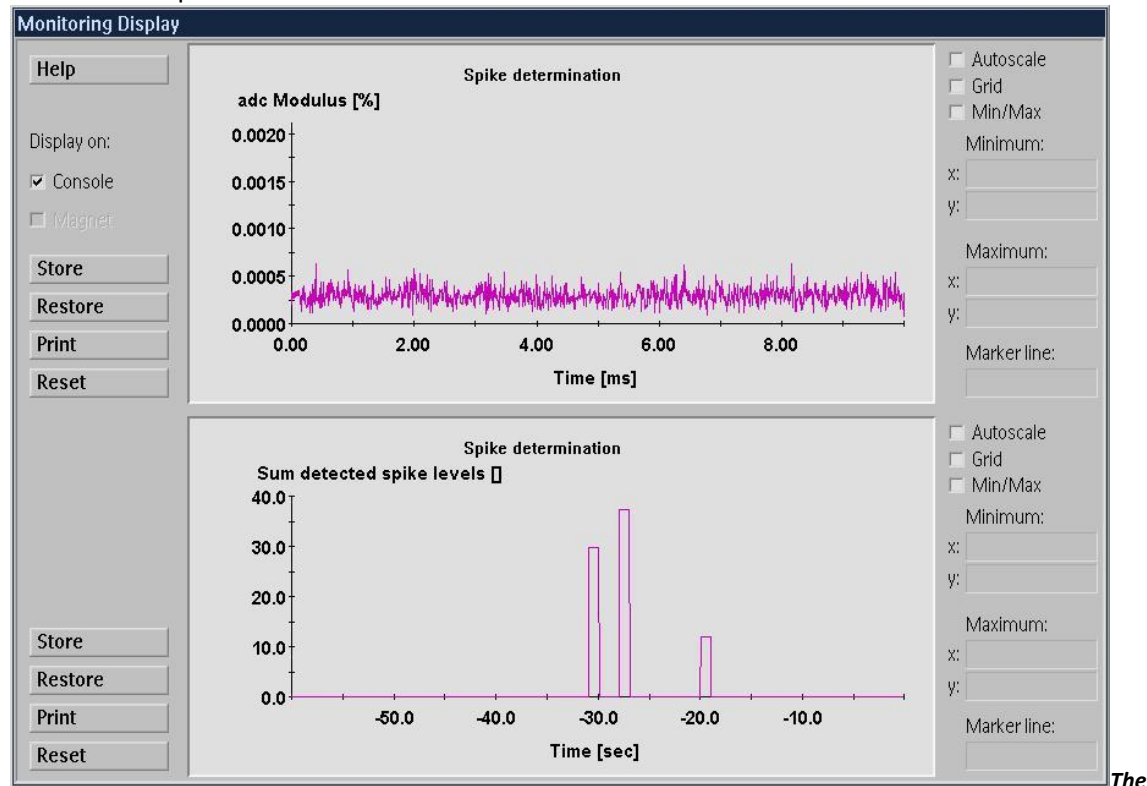 Monitoring Display
Help
Display on:
Console
Magnet
Store
Restore
Print
Reset
Spike determination
adc Modulus [%]
0.0020
0.0015
0.0010
0.0005
0.0000
0.00 2.00 4.00 6.00 8.00
Time [ms]
Autoscale
Grid
Min/Max
Minimum:
x:
y:
Maximum:
x:
y:
Marker line:
Store
Restore
Print
Reset
Spike determination
Sum detected spike levels []
40.0
30.0
20.0
10.0
0.0
-50.0 -40.0 -30.0 -20.0 -10.0
Time [sec]
Autoscale
Grid
Min/Max
Minimum:
x:
y:
Maximum:
x:
y:
Marker line:
The